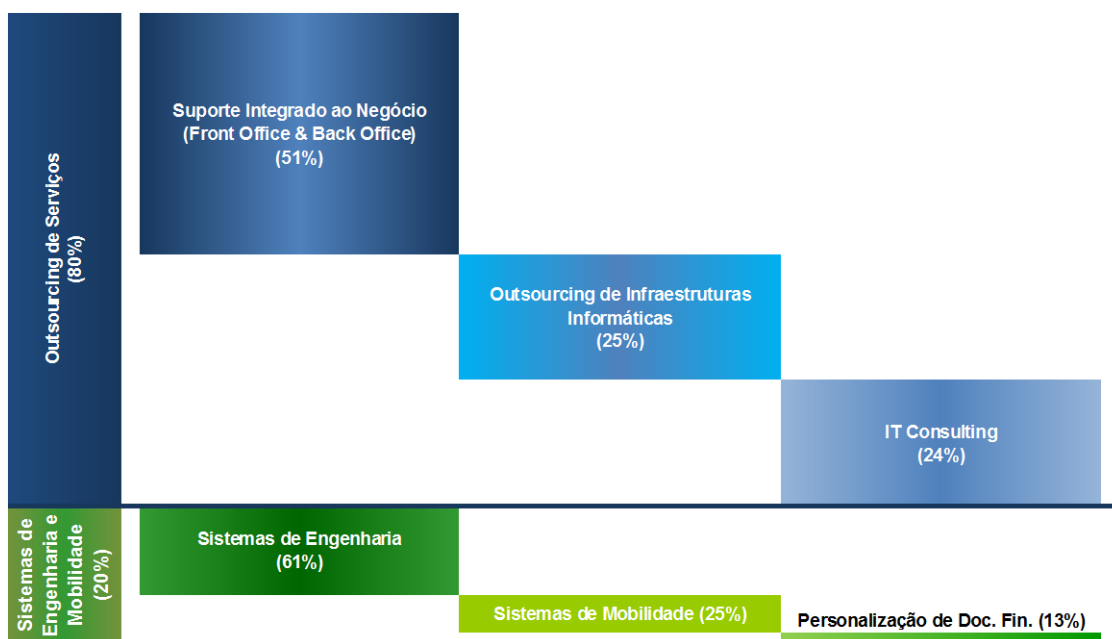 Outsourcing de Serviços
(80%)
Suporte Integrado ao Negócio
(Front Office & Back Office)
(51%)
Outsourcing de Infraestruturas
Informáticas
(25%)
IT Consulting
(24%)
Sistemas de
Engenharia e
Mobilidade
(20%)
Sistemas de Engenharia
(61%)
Sistemas de Mobilidade (25%)
Personalização de Doc. Fin. (13%)